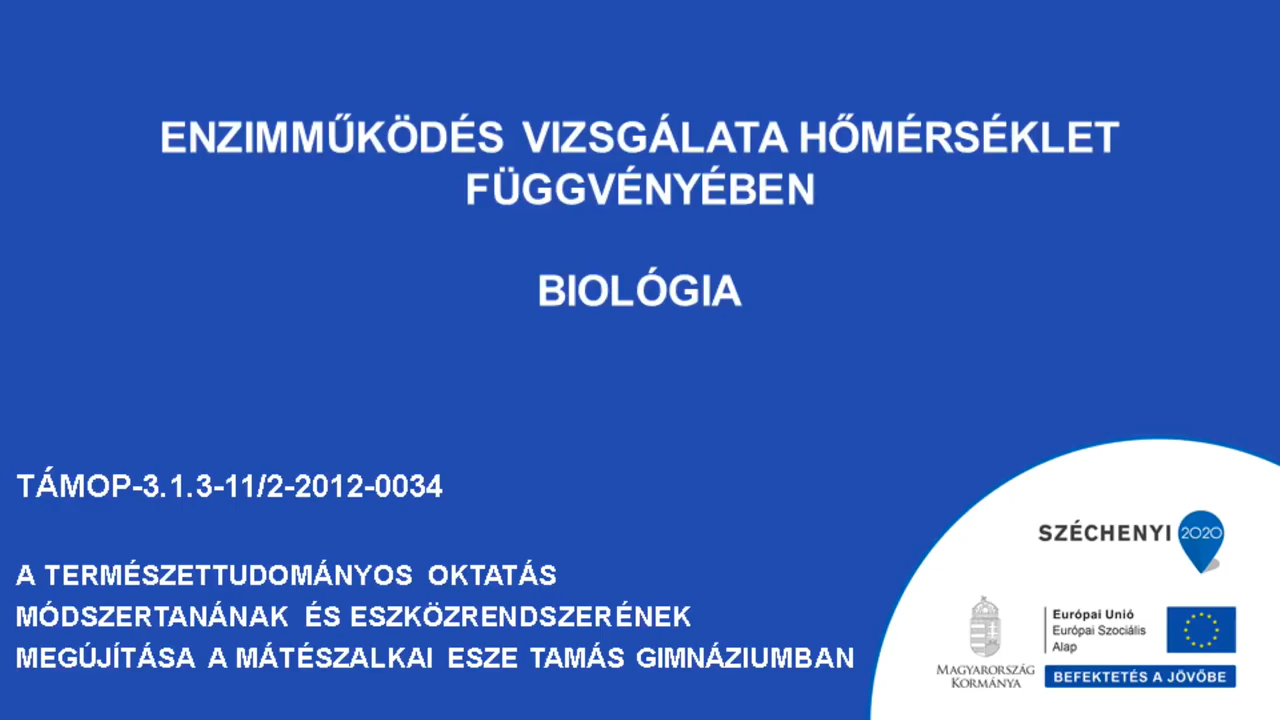 ENZIMMŰKÖDÉS VIZSGÁLATA HŐMÉRSÉKLET
FÜGGVÉNYÉBEN
BIOLÓGIA
TÁMOP-3.1.3-11/2-2012-0034
A TERMÉSZETTUDOMÁNYOS OKTATÁS
MÓDSZERTANÁNAK ÉS ESZKÖZRENDSZERÉNEK
MEGÚJÍTÁSA A MÁTÉSZALKAI ESZE TAMÁS GIMNÁZIUMBAN
SZÉCHENYI 2020
Európai Unió
Európai Szociális
Alap
MAGYARORSZÁG
KORMÁNYA
BEFEKTETÉS A JÖVŐBE